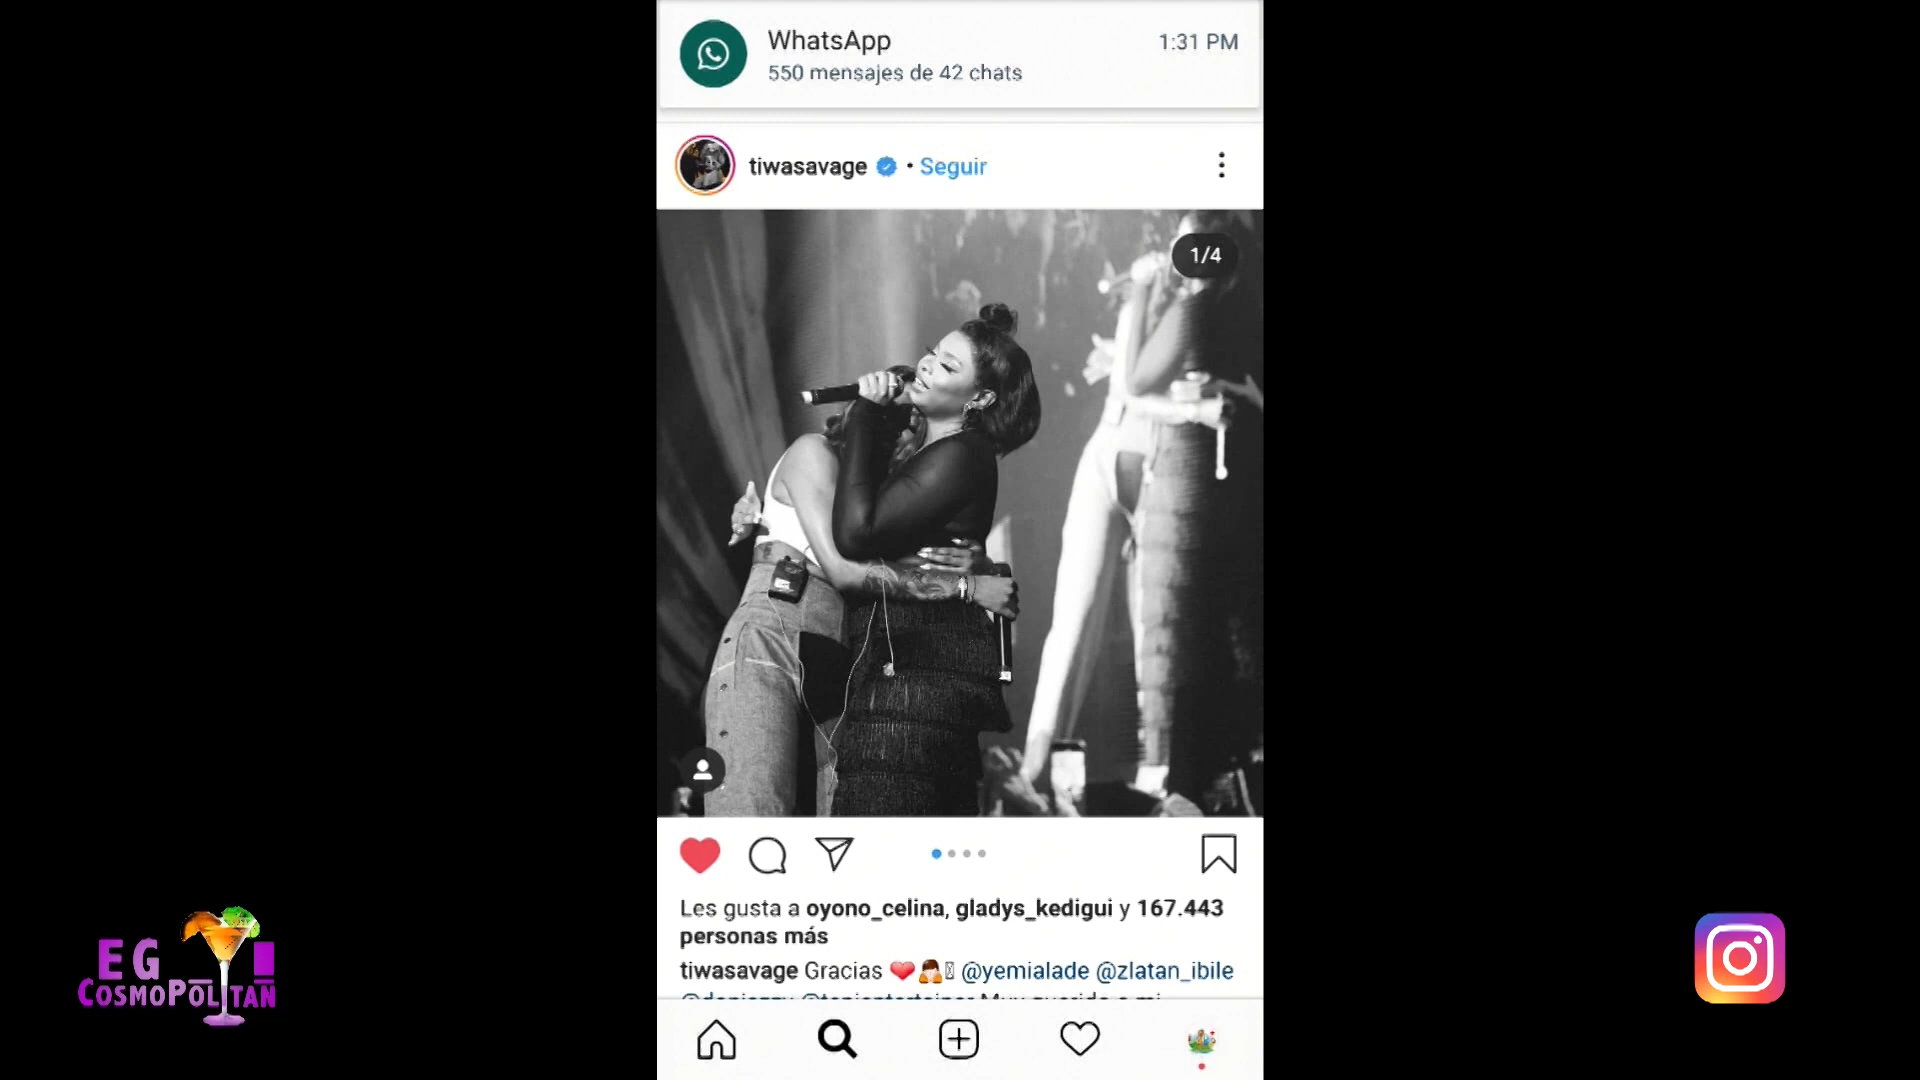 WhatsApp
1:31 PM
550 mensajes de 42 chats
tiwasavage • Seguir
1/4
Les gusta a oyono_celina, gladys_kedigui y 167.443
personas más
tiwasavage Gracias ❤️ @yemialade @zlatan_ibile
EG
COSMOPOLITAN